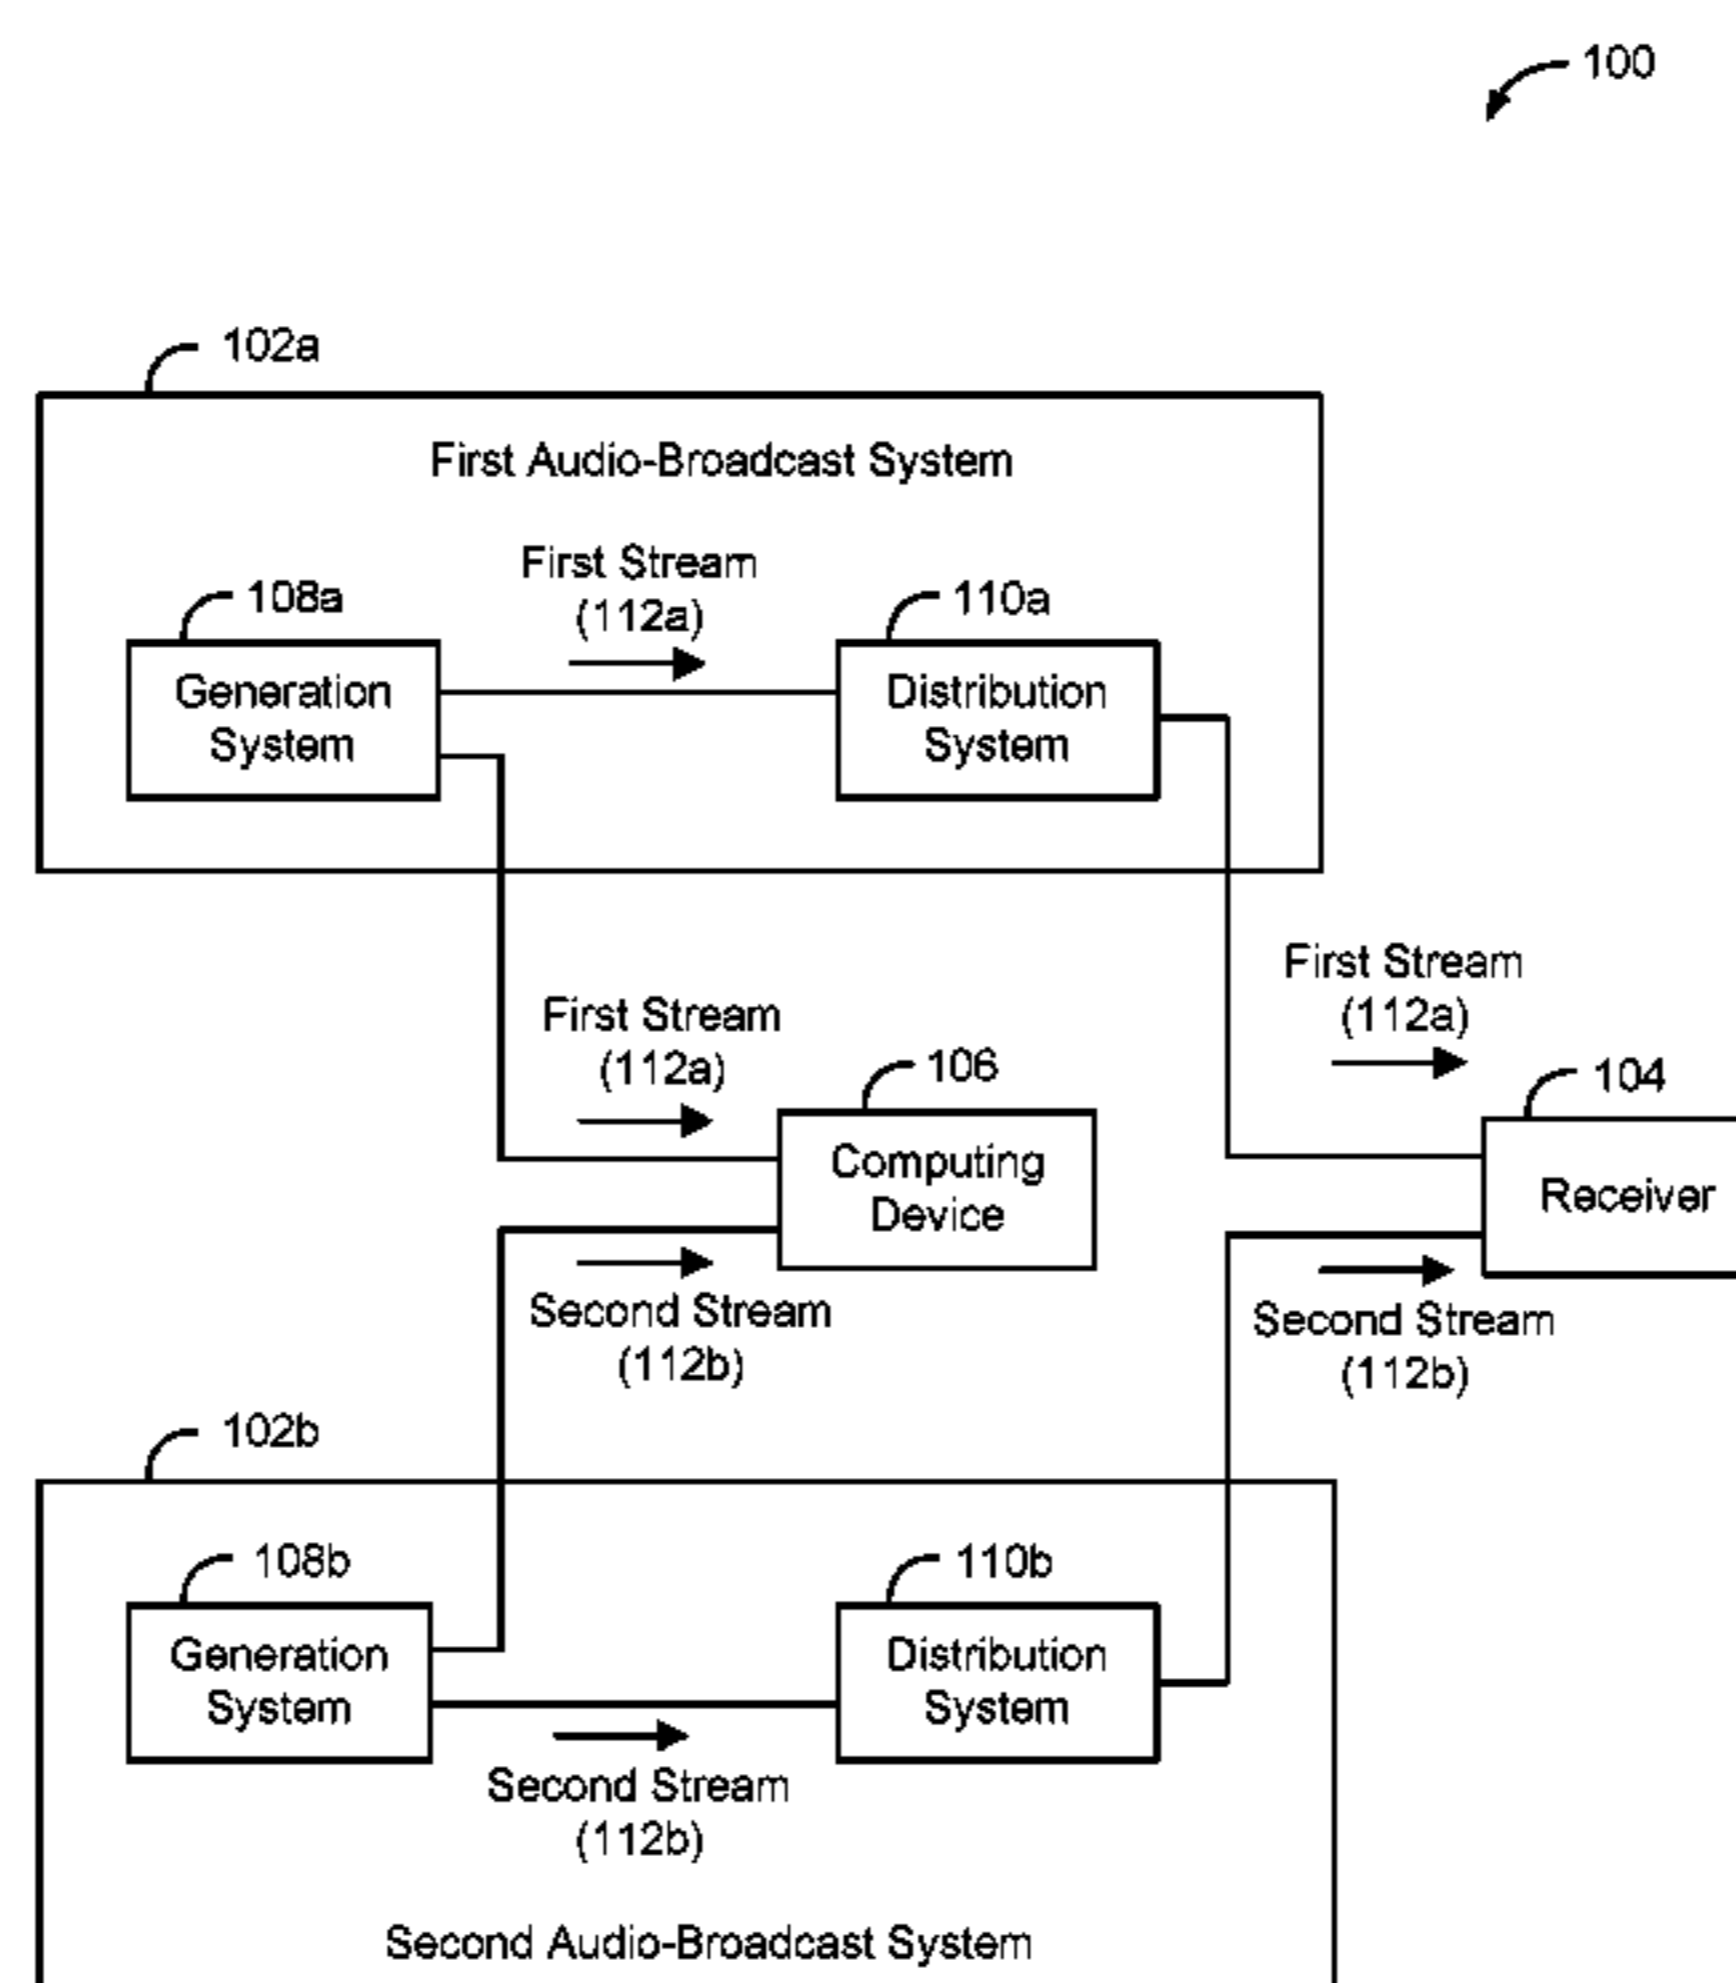 100
102a
First Audio-Broadcast System
First Stream
(112a)
108a
110a
Generation
System
Distribution
System
First Stream
(112a)
First Stream
(112a)
106
104
Computing
Device
Receiver
Second Stream
(112b)
Second Stream
(112b)
102b
108b
110b
Generation
System
Distribution
System
Second Stream
(112b)
Second Audio-Broadcast System